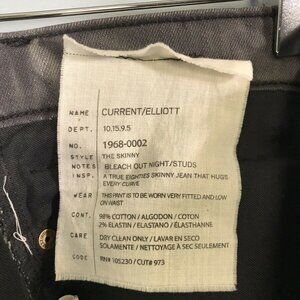 NAME CURRENT/ELLIOTT
DEPT. 10.15.9.5
NO. 1968-0002
STYLE THE SKINNY
NOTES BLEACH OUT NIGHT/STUDS
INSP. A TRUE EIGHTIES SKINNY JEAN THAT HUGS
EVERY CURVE
WEAR THIS PANT IS TO BE WORN VERY FITTED AND LOW
ON WAIST
CONT. 98% COTTON / ALGODON / COTON
2% ELASTIN / ELASTANO / ÉLASTHANNE
CARE DRY CLEAN ONLY / LAVAR EN SECO
SOLAMENTE / NETTOYAGE À SEC SEULEMENT
CODE RN# 105230 / CUT# 973